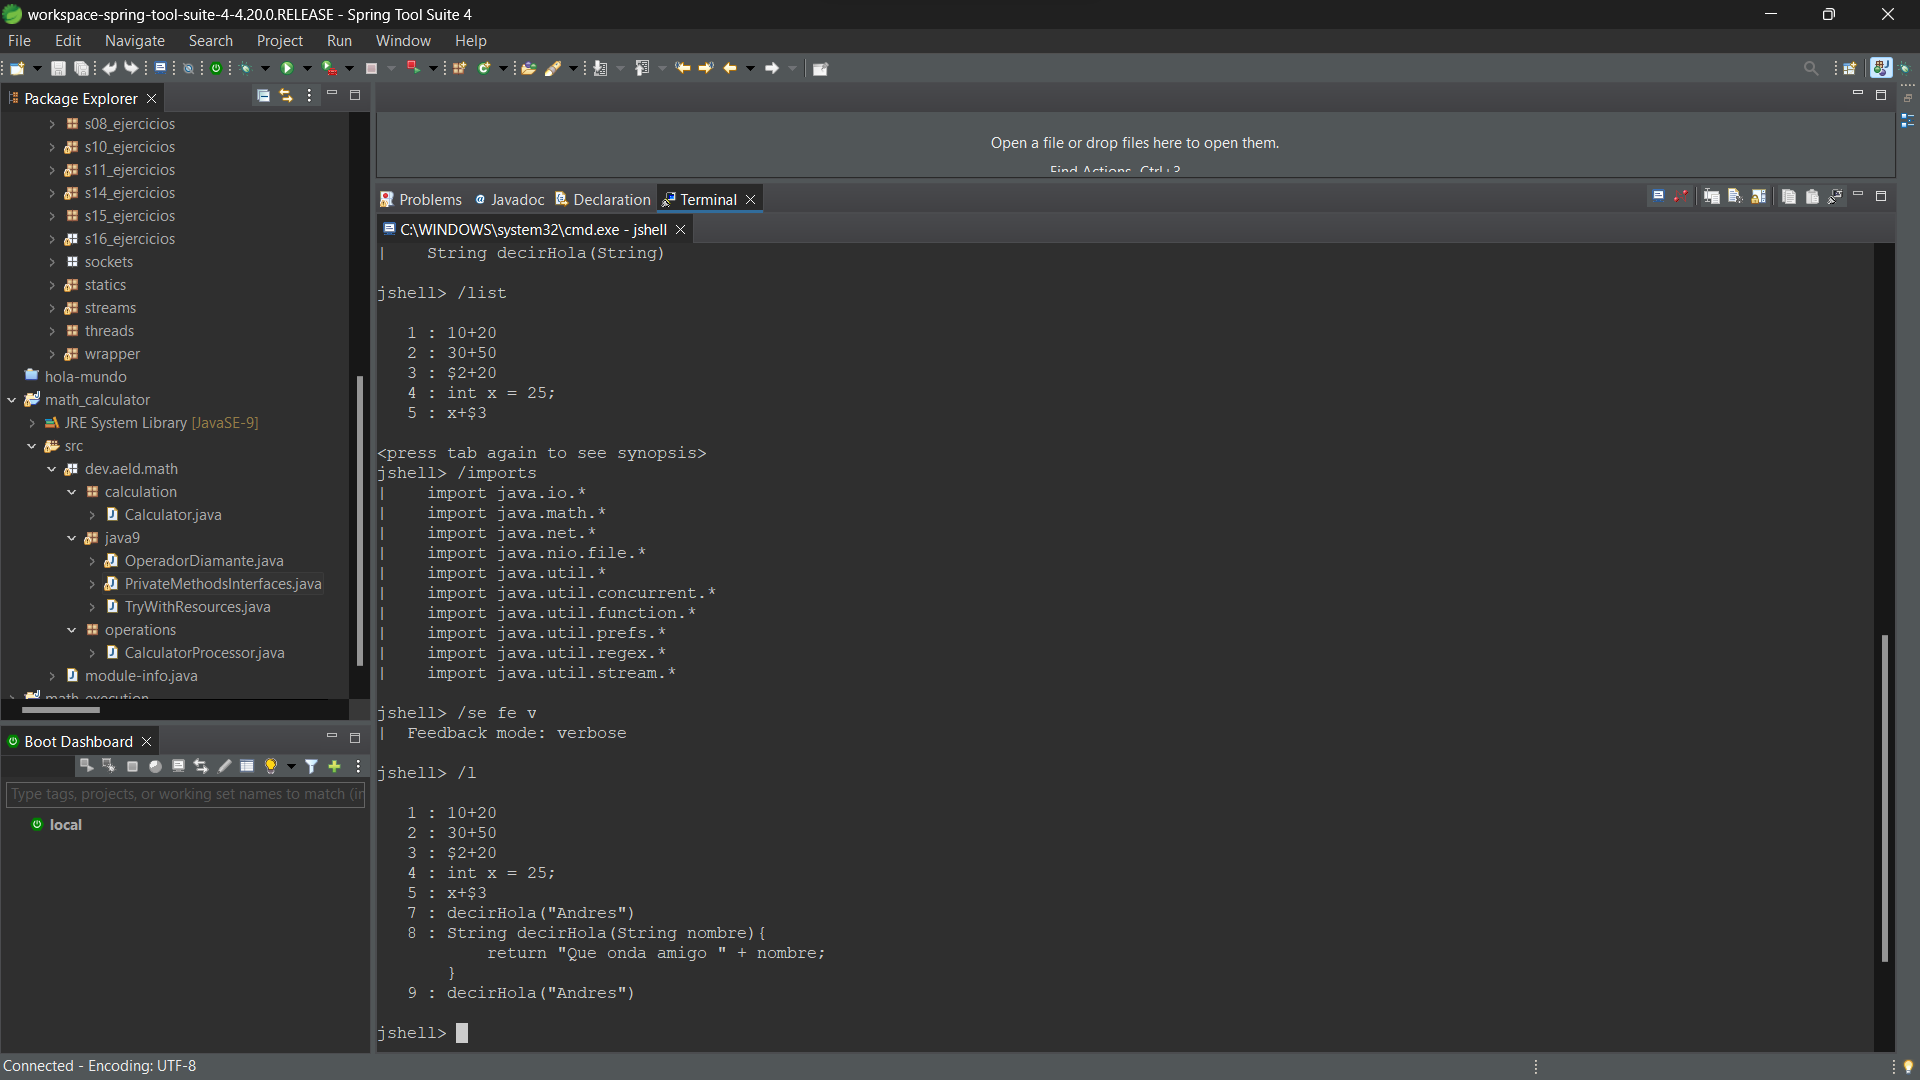 workspace-spring-tool-suite-4-4.20.0.RELEASE - Spring Tool Suite 4
File Edit Navigate Search Project Run Window Help
Package Explorer
s08_ejercicios
s10_ejercicios
s11_ejercicios
s14_ejercicios
s15_ejercicios
s16_ejercicios
sockets
statics
streams
threads
wrapper
hola-mundo
math_calculator
JRE System Library [JavaSE-9]
src
dev.aeld.math
calculation
Calculator.java
java9
OperadorDiamante.java
PrivateMethodsInterfaces.java
TryWithResources.java
operations
CalculatorProcessor.java
module-info.java
math_execution
Boot Dashboard
Type tags, projects, or working set names to match (in
local
Open a file or drop files here to open them.
Find Actions Ctrl+3
Problems Javadoc Declaration Terminal
C:\WINDOWS\system32\cmd.exe - jshell
| String decirHola(String)
jshell> /list
1 : 10+20
2 : 30+50
3 : $2+20
4 : int x = 25;
5 : x+$3
<press tab again to see synopsis>
jshell> /imports
| import java.io.*
| import java.math.*
| import java.net.*
| import java.nio.file.*
| import java.util.*
| import java.util.concurrent.*
| import java.util.function.*
| import java.util.prefs.*
| import java.util.regex.*
| import java.util.stream.*
jshell> /se fe v
| Feedback mode: verbose
jshell> /l
1 : 10+20
2 : 30+50
3 : $2+20
4 : int x = 25;
5 : x+$3
7 : decirHola("Andres")
8 : String decirHola(String nombre){
return "Que onda amigo " + nombre;
}
9 : decirHola("Andres")
jshell>
Connected - Encoding: UTF-8